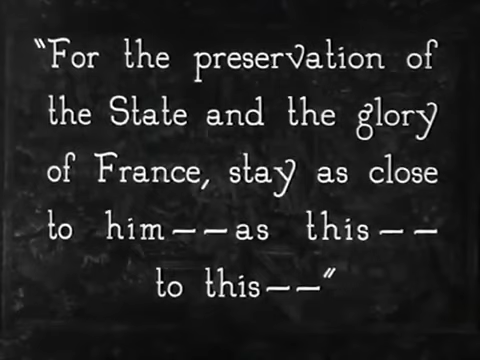 “For the preservation of
the State and the glory
of France, stay as close
to him——as this——
to this——”